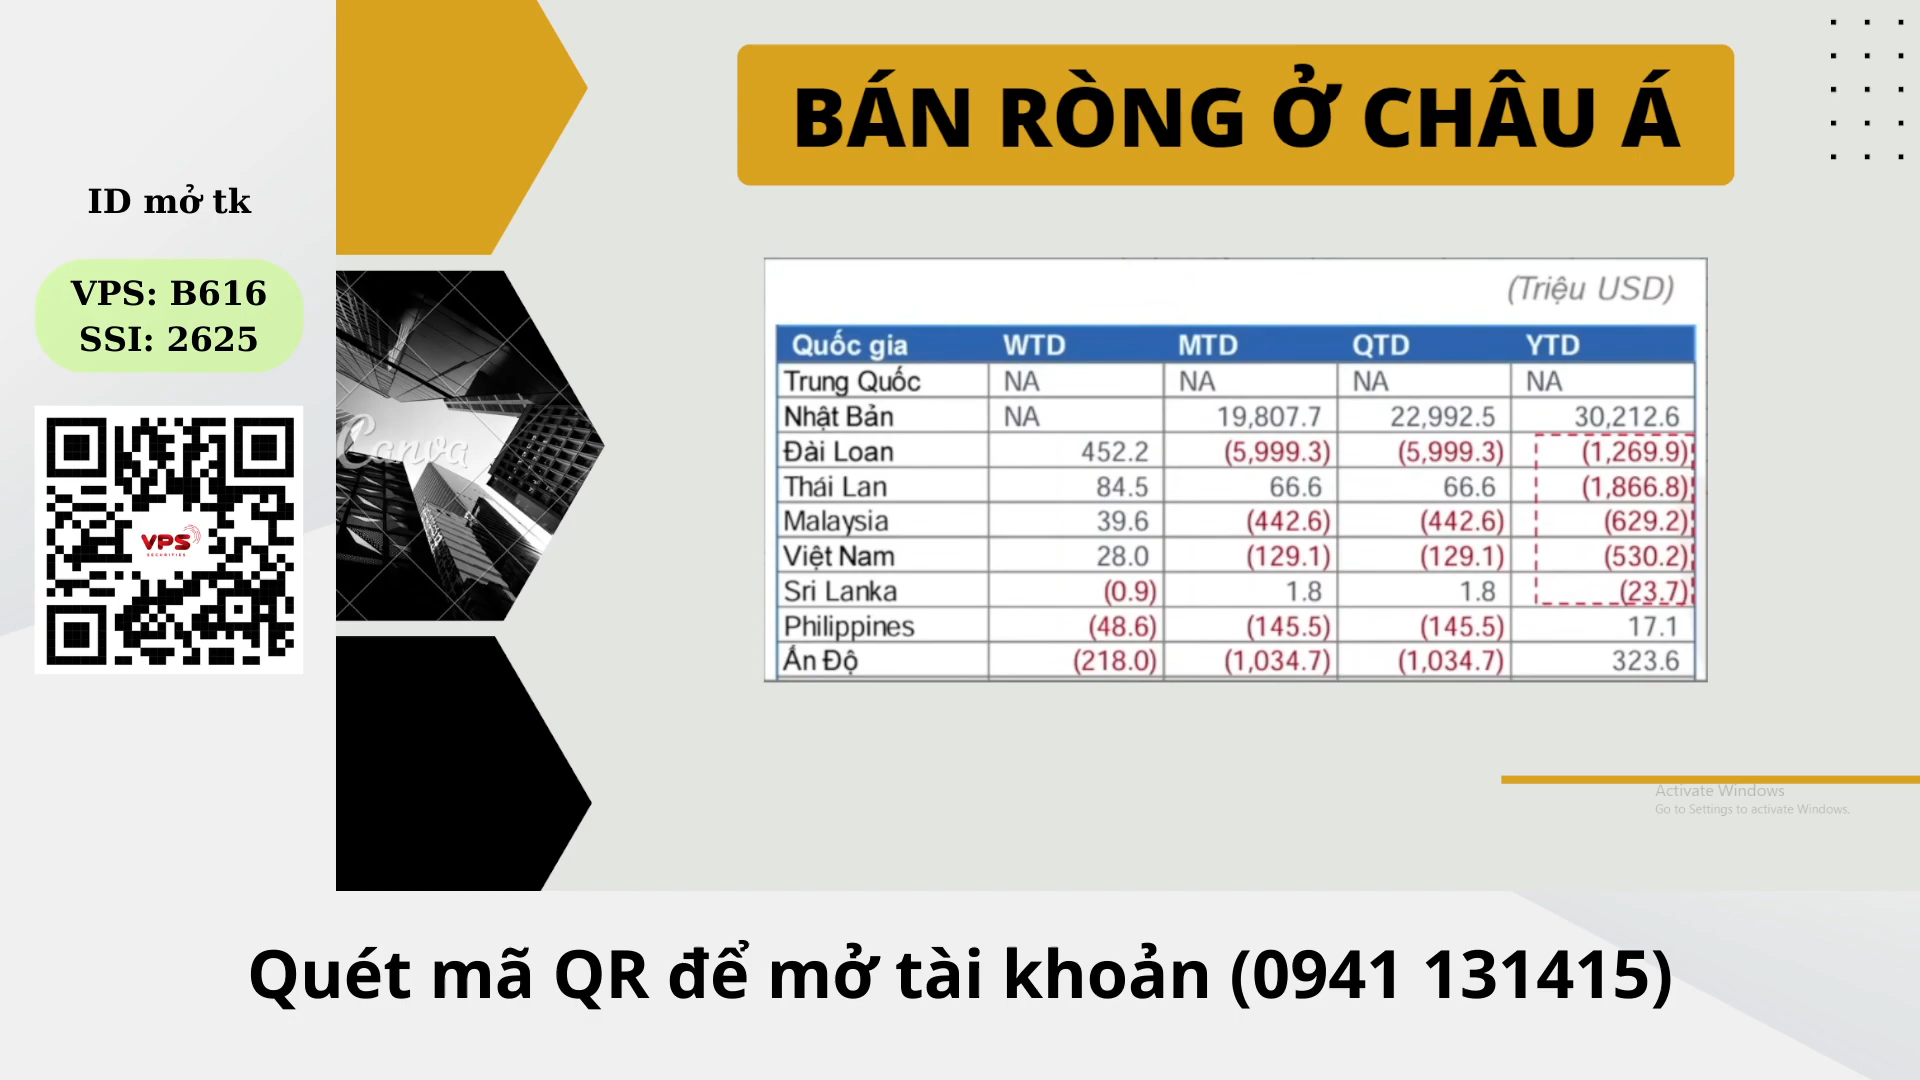 BÁN RÒNG Ở CHÂU Á
ID mở tk
VPS: B616
SSI: 2625
VPS
SECURITIES
Canva
(Triệu USD)
Quốc gia WTD MTD QTD YTD
Trung Quốc NA NA NA NA
Nhật Bản NA 19,807.7 22,992.5 30,212.6
Đài Loan 452.2 (5,999.3) (5,999.3) (1,269.9)
Thái Lan 84.5 66.6 66.6 (1,866.8)
Malaysia 39.6 (442.6) (442.6) (629.2)
Việt Nam 28.0 (129.1) (129.1) (530.2)
Sri Lanka (0.9) 1.8 1.8 (23.7)
Philippines (48.6) (145.5) (145.5) 17.1
Ấn Độ (218.0) (1,034.7) (1,034.7) 323.6
Activate Windows
Go to Settings to activate Windows.
Quét mã QR để mở tài khoản (0941 131415)